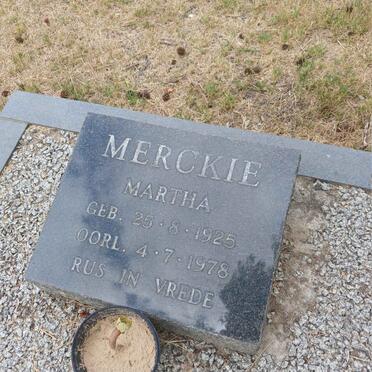 MERCKIE
MARTHA
GEB. 25·8·1925
OORL. 4·7·1978
RUS IN VREDE